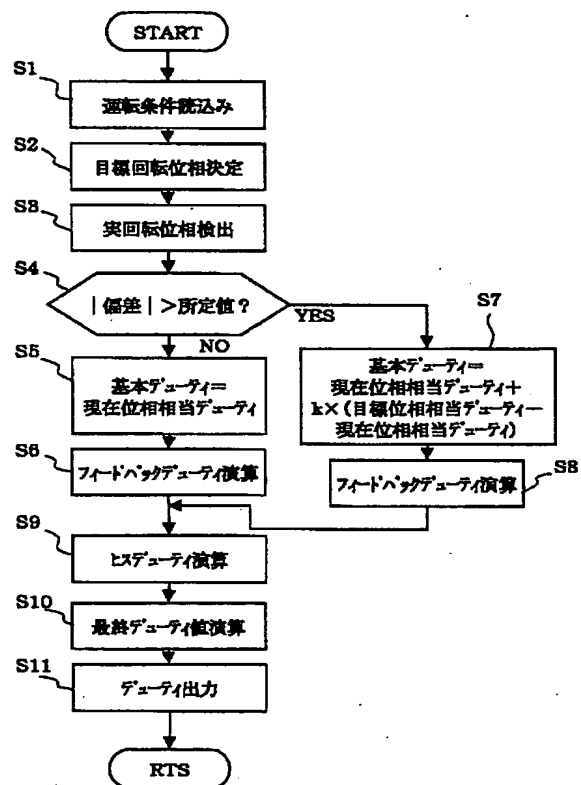 START
S1
運転条件読込み
S2
目標回転位相決定
S3
実回転位相検出
S4
|偏差|>所定値?
YES
NO
S5
基本デューティ=
現在位相相当デューティ
S6
フィードバックデューティ演算
S7
基本デューティ=
現在位相相当デューティ+
k×(目標位相相当デューティー
現在位相相当デューティ)
S8
フィードバックデューティ演算
S9
ヒスデューティ演算
S10
最終デューティ値演算
S11
デューティ出力
RTS